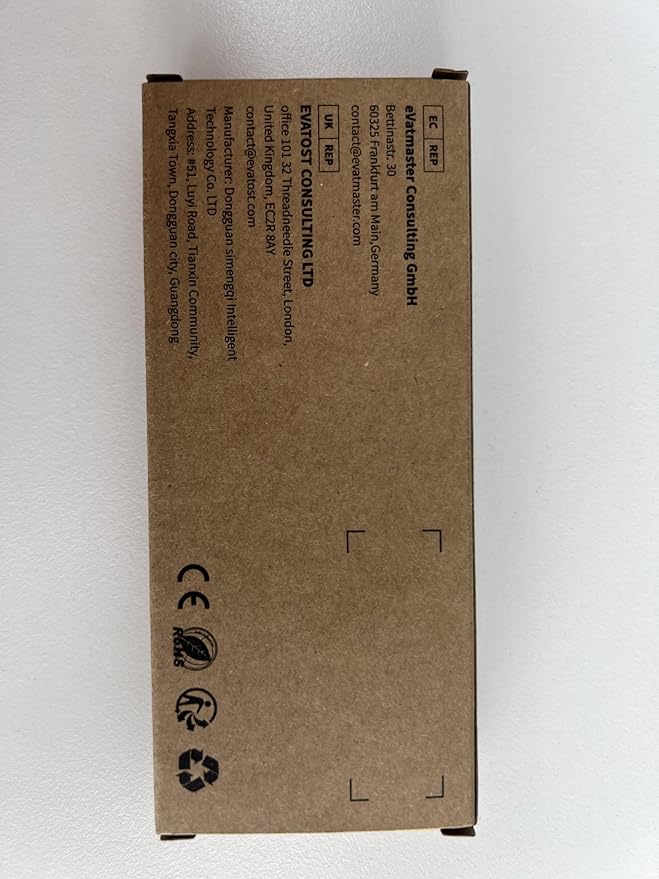 EC REP
eVatmaster Consulting GmbH
Bettinastr. 30
60325 Frankfurt am Main,Germany
contact@evatmaster.com
UK REP
EVATOST CONSULTING LTD
office 101 32 Threadneedle Street, London,
United Kingdom, EC2R 8AY
contact@evatost.com
Manufacturer: Dongguan simengqi Intelligent
Technology Co. LTD
Address: #51, Luyi Road, Tianxin Community,
Tangxia Town, Dongguan city, Guangdong
CE
RoHS